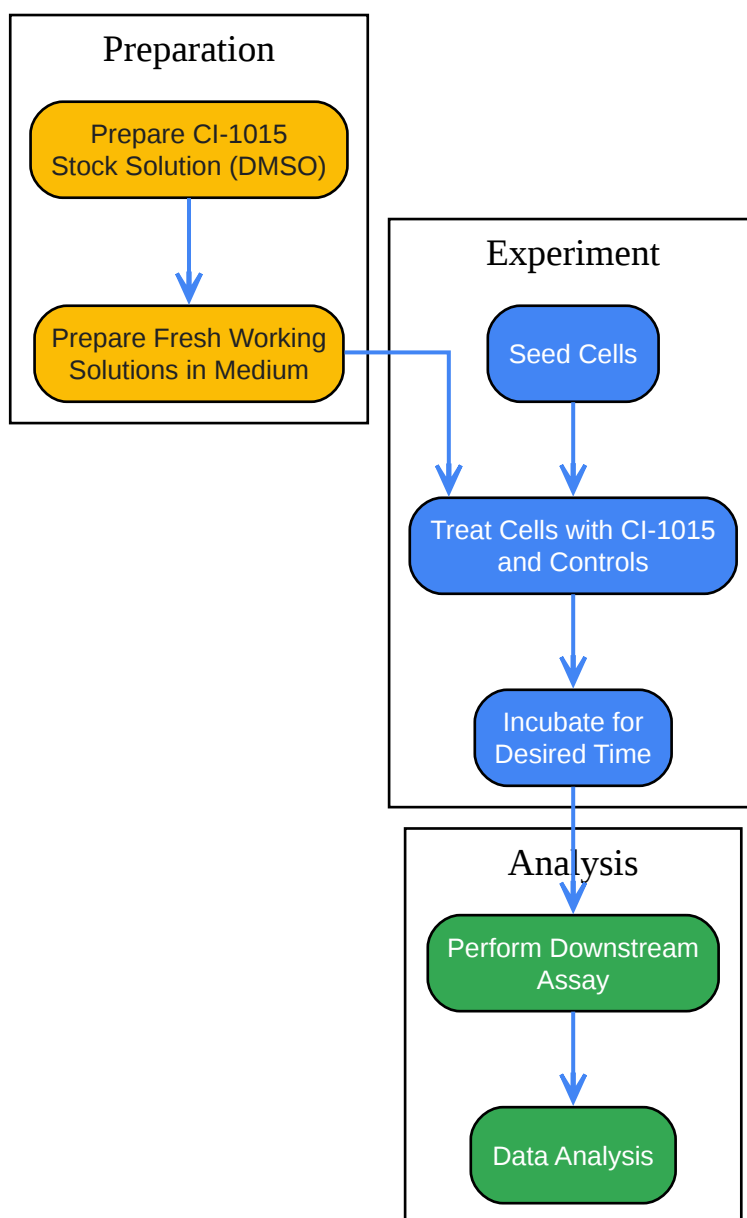 Preparation
Prepare CI-1015
Stock Solution (DMSO)
Prepare Fresh Working
Solutions in Medium
Experiment
Seed Cells
Treat Cells with CI-1015
and Controls
Incubate for
Desired Time
Analysis
Perform Downstream
Assay
Data Analysis